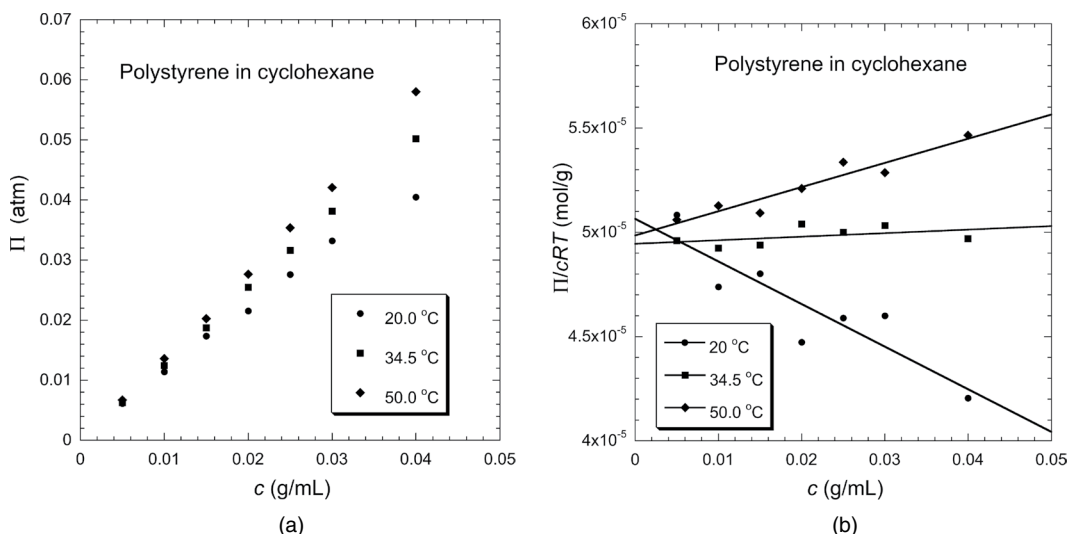 0.07
0.06
0.05
0.04
0.03
0.02
0.01
0
Π (atm)
Polystyrene in cyclohexane
20.0 °C
34.5 °C
50.0 °C
0 0.01 0.02 0.03 0.04 0.05
c (g/mL)
(a)
6x10⁻⁵
5.5x10⁻⁵
5x10⁻⁵
4.5x10⁻⁵
4x10⁻⁵
Π/cRT (mol/g)
Polystyrene in cyclohexane
20 °C
34.5 °C
50.0 °C
0 0.01 0.02 0.03 0.04 0.05
c (g/mL)
(b)